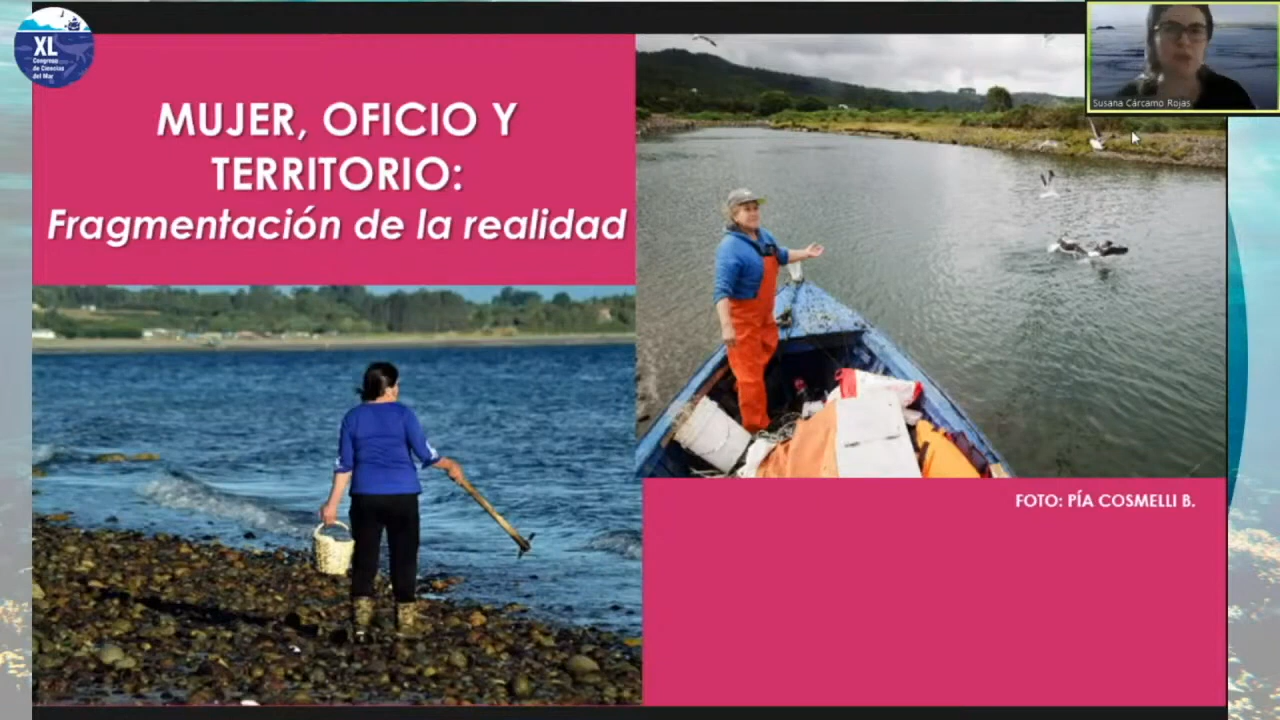 XL
Congreso
de Ciencias
del Mar
MUJER, OFICIO Y
TERRITORIO:
Fragmentación de la realidad
Susana Cárcamo Rojas
FOTO: PÍA COSMELLI B.